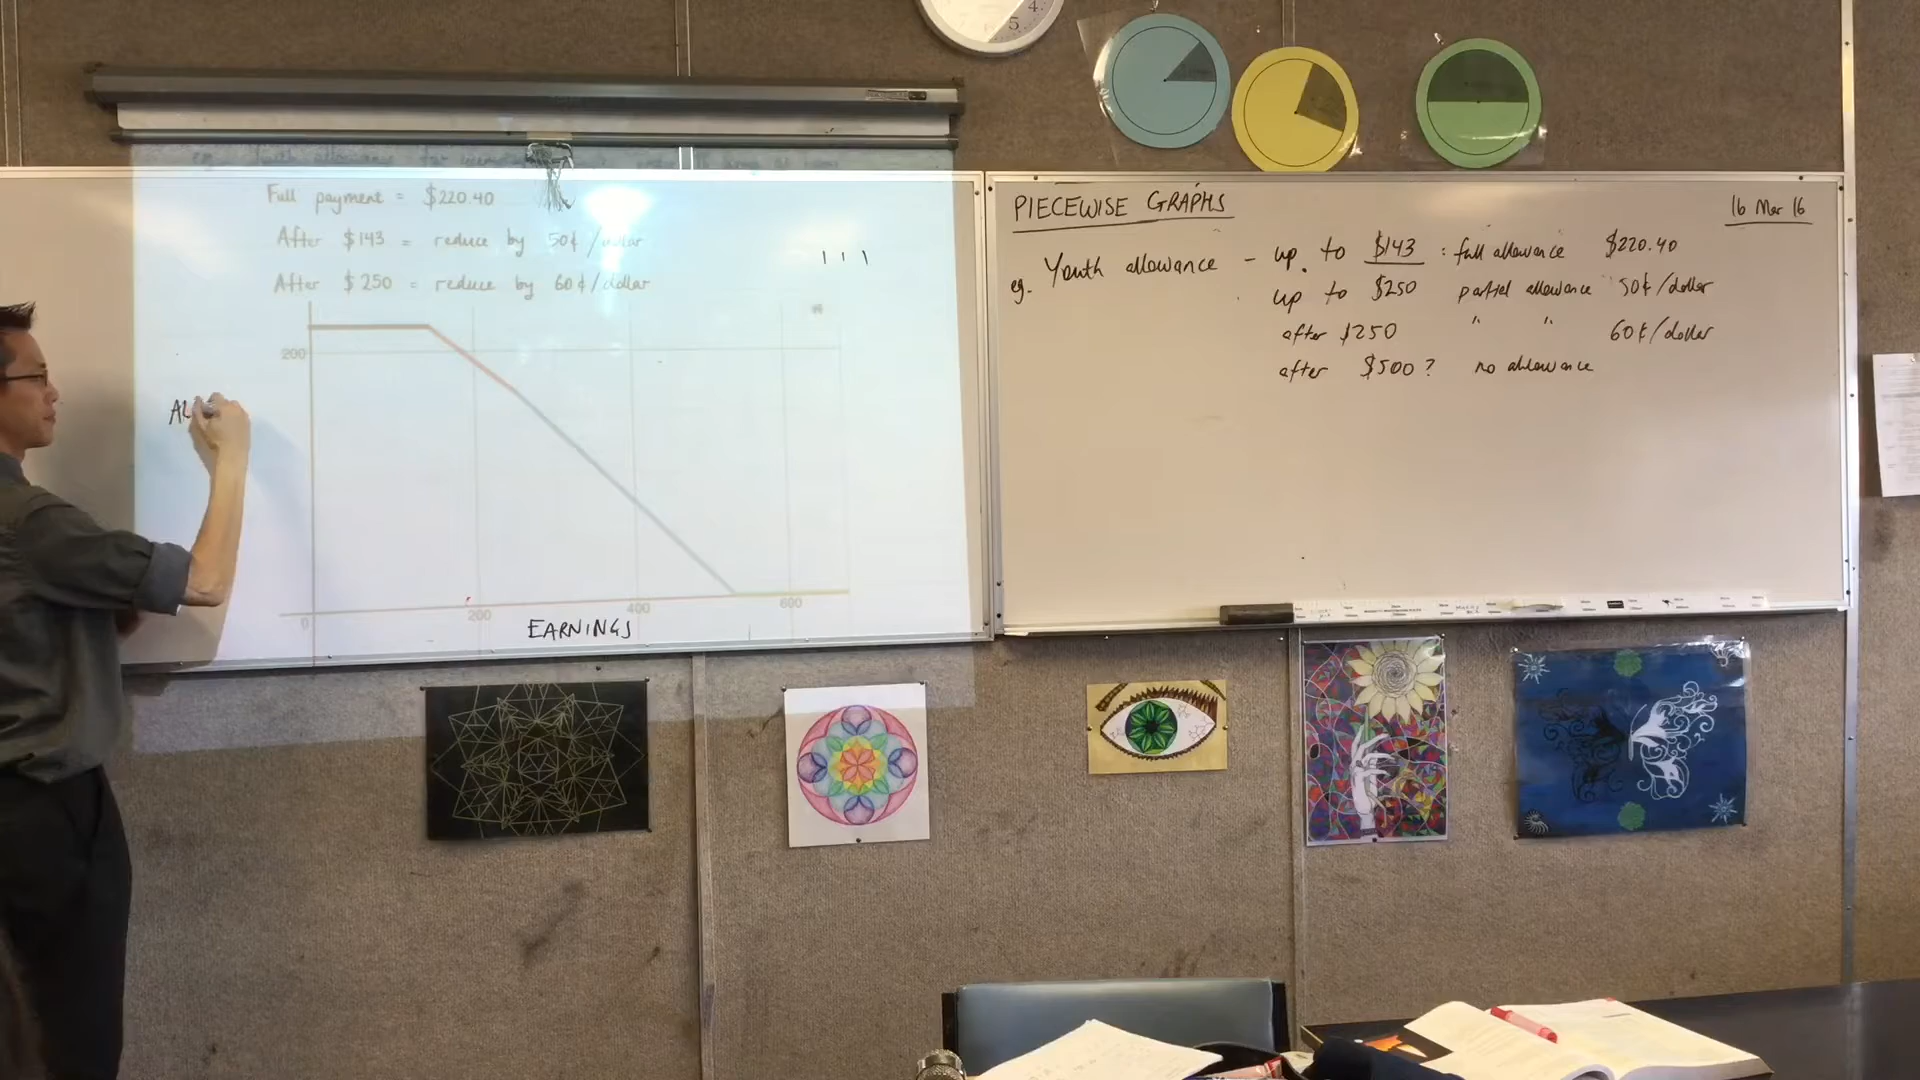 4
5
Full payment = $220.40
After $143 = reduce by 50¢/dollar
After $250 = reduce by 60¢/dollar
200
0
200
400
600
EARNINGS
PIECEWISE GRAPHS
16 Mar 16
eg. Youth allowance - up to $143 : full allowance $220.40
up to $250 partial allowance 50¢/dollar
after $250 " " 60¢/dollar
after $500? no allowance